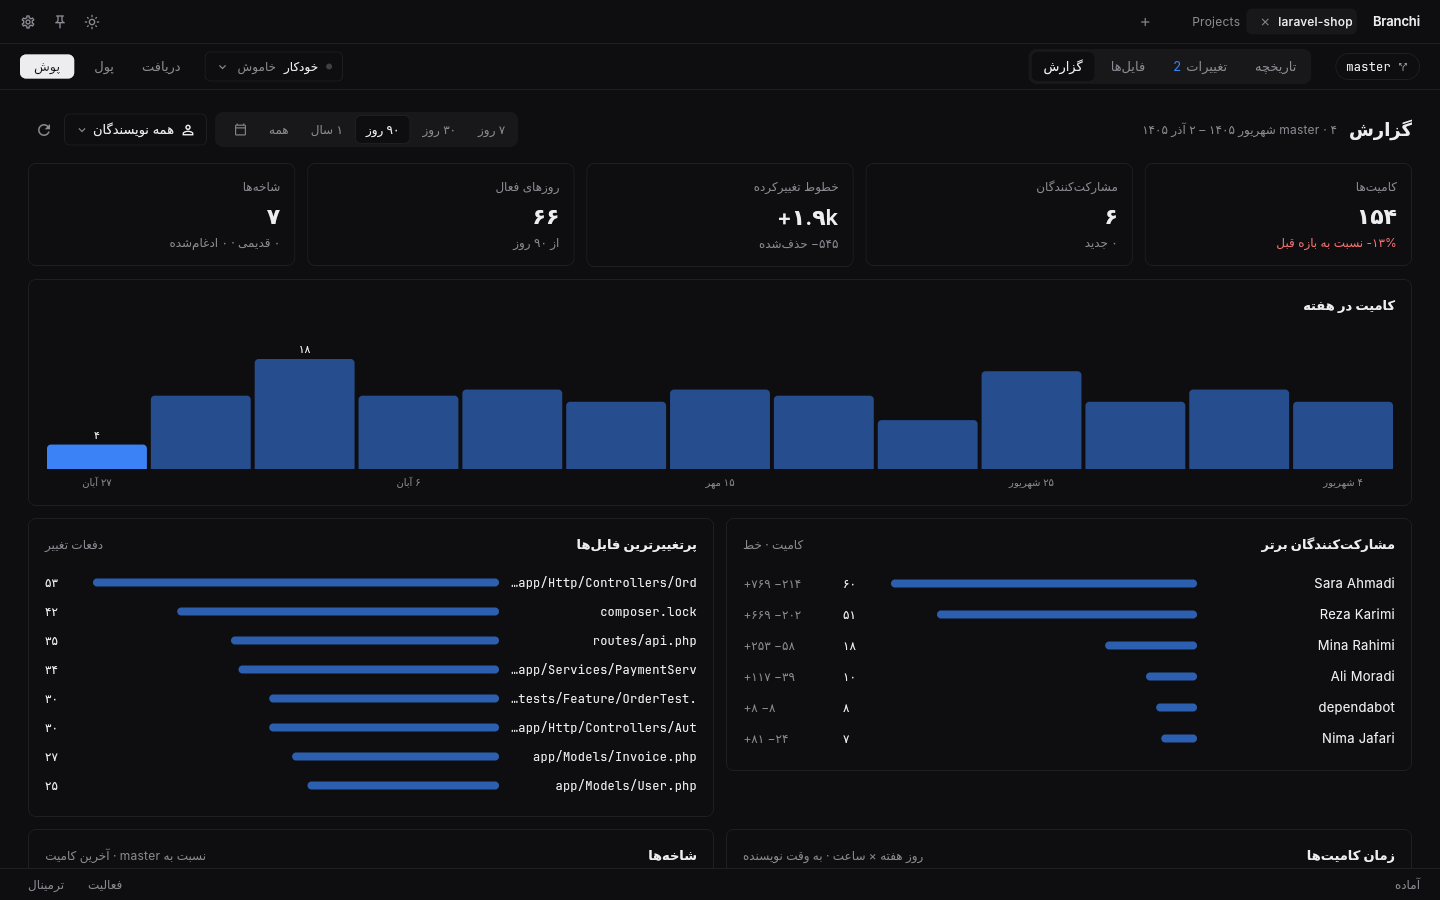 Branchi
laravel-shop ×
Projects
+
master
تاریخچه
تغییرات 2
فایل‌ها
گزارش
خودکار خاموش
دریافت
پول
پوش
گزارش
master · ۴ شهریور ۱۴۰۵ – ۲ آذر ۱۴۰۵
۷ روز
۳۰ روز
۹۰ روز
۱ سال
همه
همه نویسندگان
کامیت‌ها
۱۵۴
-۱۳% نسبت به بازه قبل
مشارکت‌کنندگان
۶
۰ جدید
خطوط تغییرکرده
+۱.۹k
−۵۴۵ حذف‌شده
روزهای فعال
۶۶
از ۹۰ روز
شاخه‌ها
۷
۰ قدیمی · ۰ ادغام‌شده
کامیت در هفته
۱۸
۴
۴ شهریور
۲۵ شهریور
۱۵ مهر
۶ آبان
۲۷ آبان
مشارکت‌کنندگان برتر
کامیت · خط
Sara Ahmadi ۶۰ +۷۶۹ −۲۱۴
Reza Karimi ۵۱ +۶۶۹ −۲۰۲
Mina Rahimi ۱۸ +۲۵۳ −۵۸
Ali Moradi ۱۰ +۱۱۷ −۳۹
dependabot ۸ +۸ −۸
Nima Jafari ۷ +۸۱ −۲۴
پرتغییرترین فایل‌ها
دفعات تغییر
…app/Http/Controllers/Ord ۵۳
composer.lock ۴۲
routes/api.php ۳۵
…app/Services/PaymentServ ۳۴
…tests/Feature/OrderTest. ۳۰
…app/Http/Controllers/Aut ۳۰
app/Models/Invoice.php ۲۷
app/Models/User.php ۲۵
زمان کامیت‌ها
روز هفته × ساعت · به وقت نویسنده
شاخه‌ها
نسبت به master · آخرین کامیت
آماده
فعالیت
ترمینال